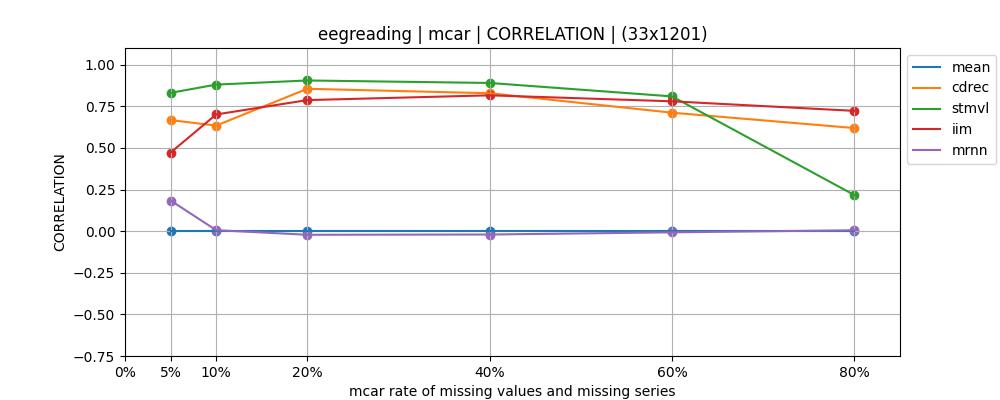 eegreading | mcar | CORRELATION | (33x1201)
1.00
0.75
0.50
0.25
0.00
−0.25
−0.50
−0.75
CORRELATION
0% 5% 10% 20% 40% 60% 80%
mcar rate of missing values and missing series
mean
cdrec
stmvl
iim
mrnn